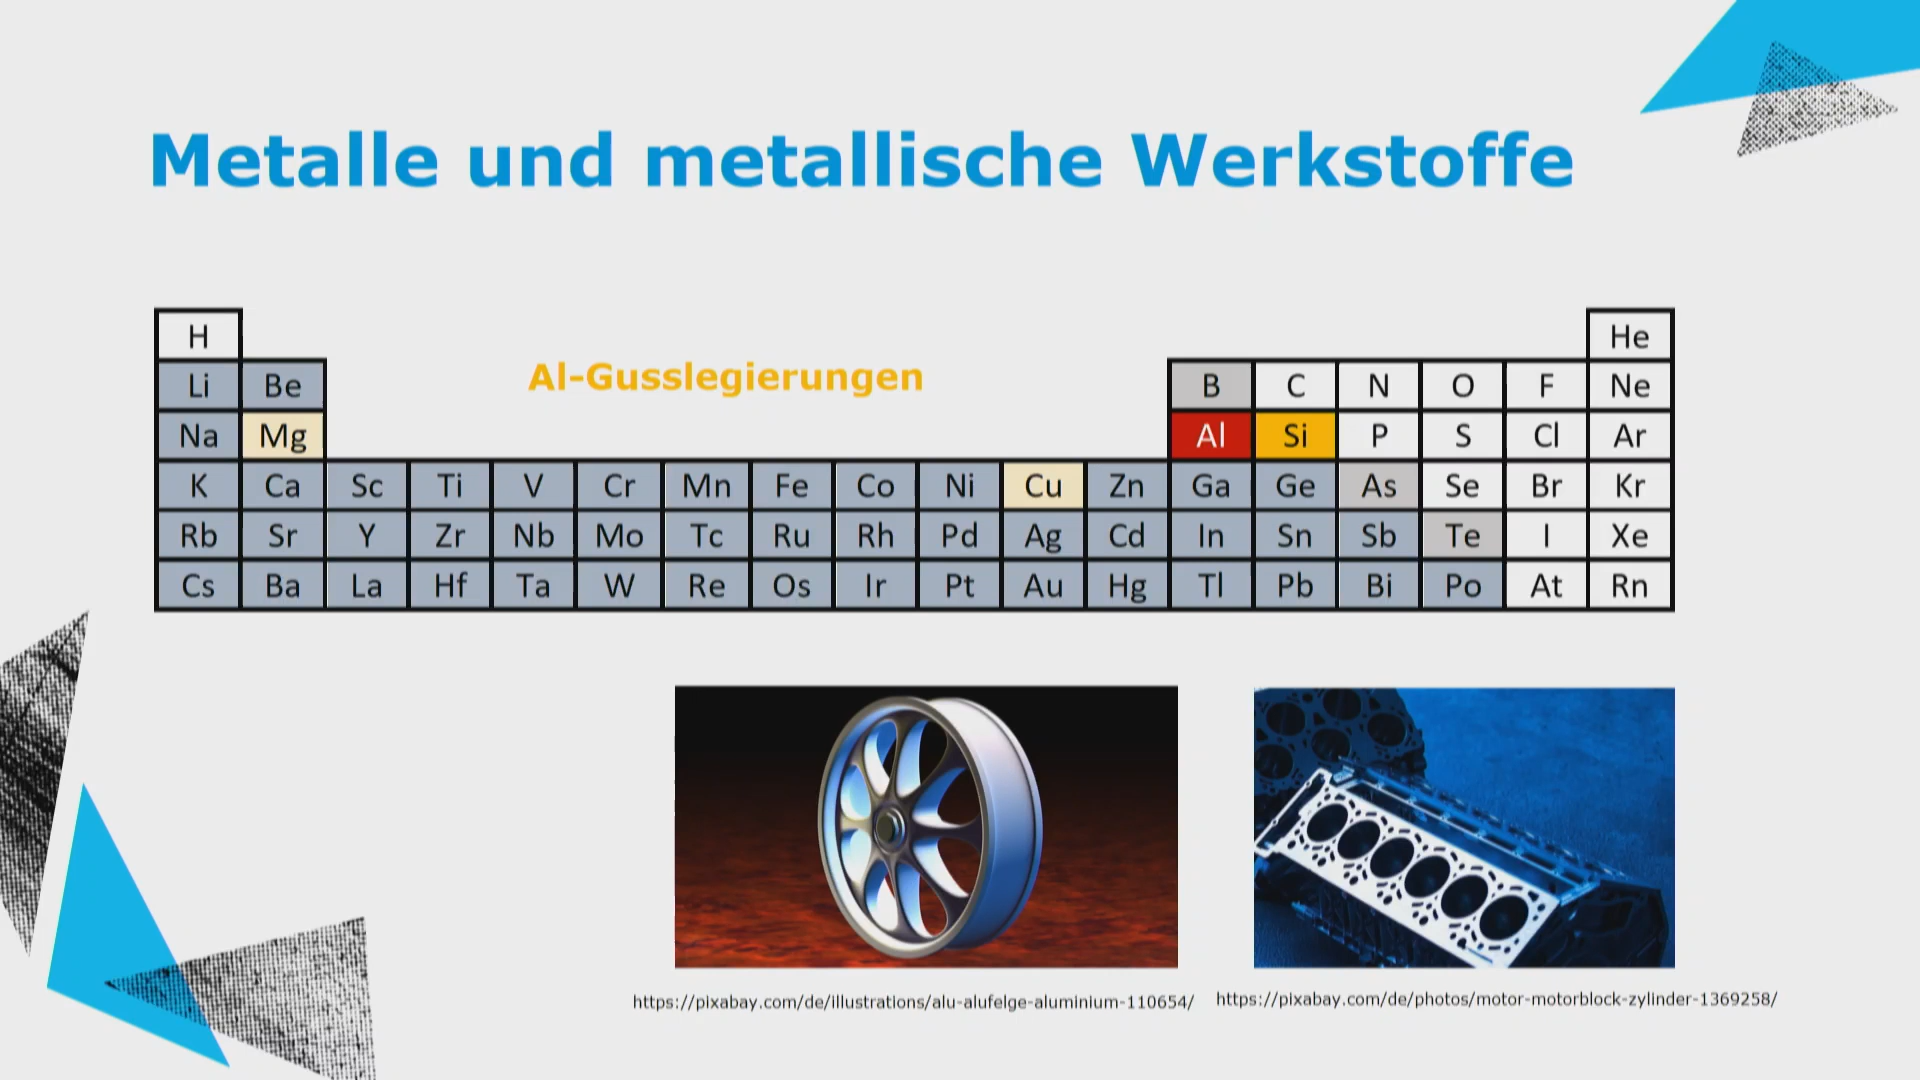 Metalle und metallische Werkstoffe
H He
Al-Gusslegierungen
Li Be B C N O F Ne
Na Mg Al Si P S Cl Ar
K Ca Sc Ti V Cr Mn Fe Co Ni Cu Zn Ga Ge As Se Br Kr
Rb Sr Y Zr Nb Mo Tc Ru Rh Pd Ag Cd In Sn Sb Te I Xe
Cs Ba La Hf Ta W Re Os Ir Pt Au Hg Tl Pb Bi Po At Rn
https://pixabay.com/de/illustrations/alu-alufelge-aluminium-110654/
https://pixabay.com/de/photos/motor-motorblock-zylinder-1369258/